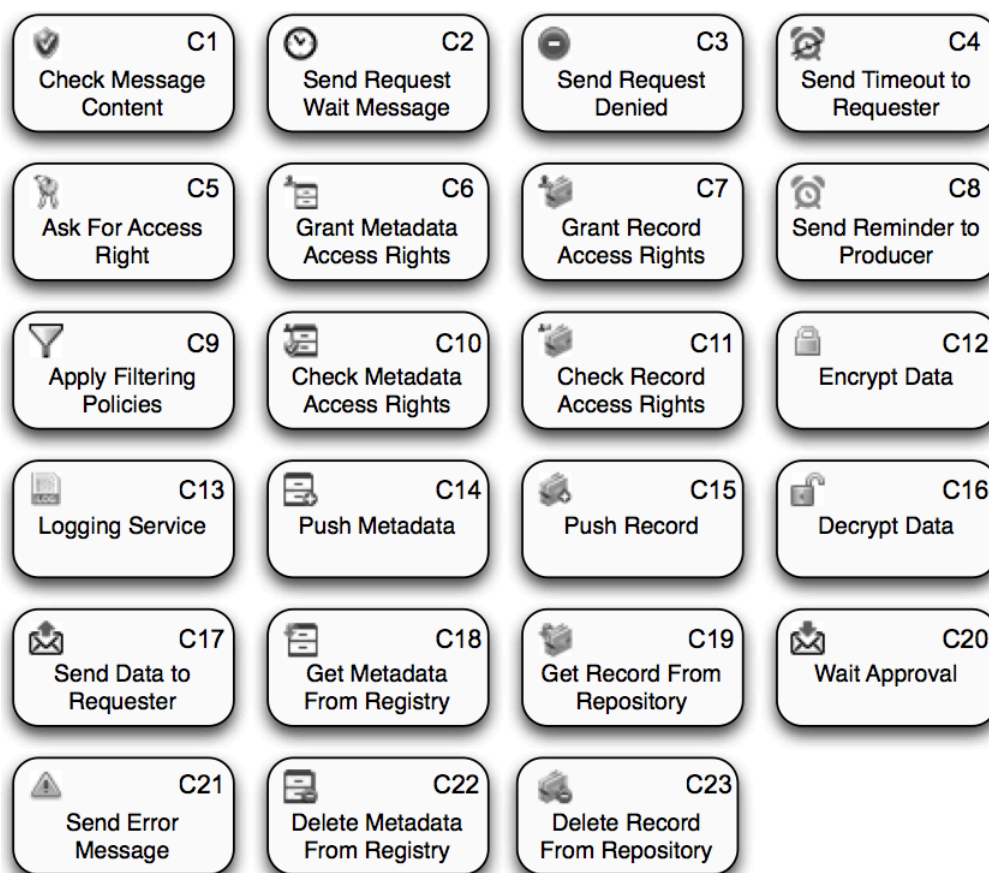 C1
Check Message
Content
C2
Send Request
Wait Message
C3
Send Request
Denied
C4
Send Timeout to
Requester
C5
Ask For Access
Right
C6
Grant Metadata
Access Rights
C7
Grant Record
Access Rights
C8
Send Reminder to
Producer
C9
Apply Filtering
Policies
C10
Check Metadata
Access Rights
C11
Check Record
Access Rights
C12
Encrypt Data
LOG
C13
Logging Service
C14
Push Metadata
C15
Push Record
C16
Decrypt Data
C17
Send Data to
Requester
C18
Get Metadata
From Registry
C19
Get Record From
Repository
C20
Wait Approval
C21
Send Error
Message
C22
Delete Metadata
From Registry
C23
Delete Record
From Repository